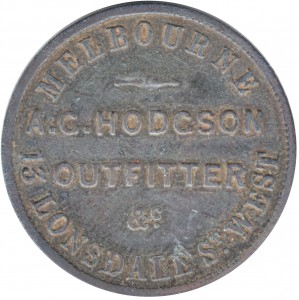 MELBOURNE
A.G. HODGSON
OUTFITTER
&c
13 LONSDALE ST. WEST